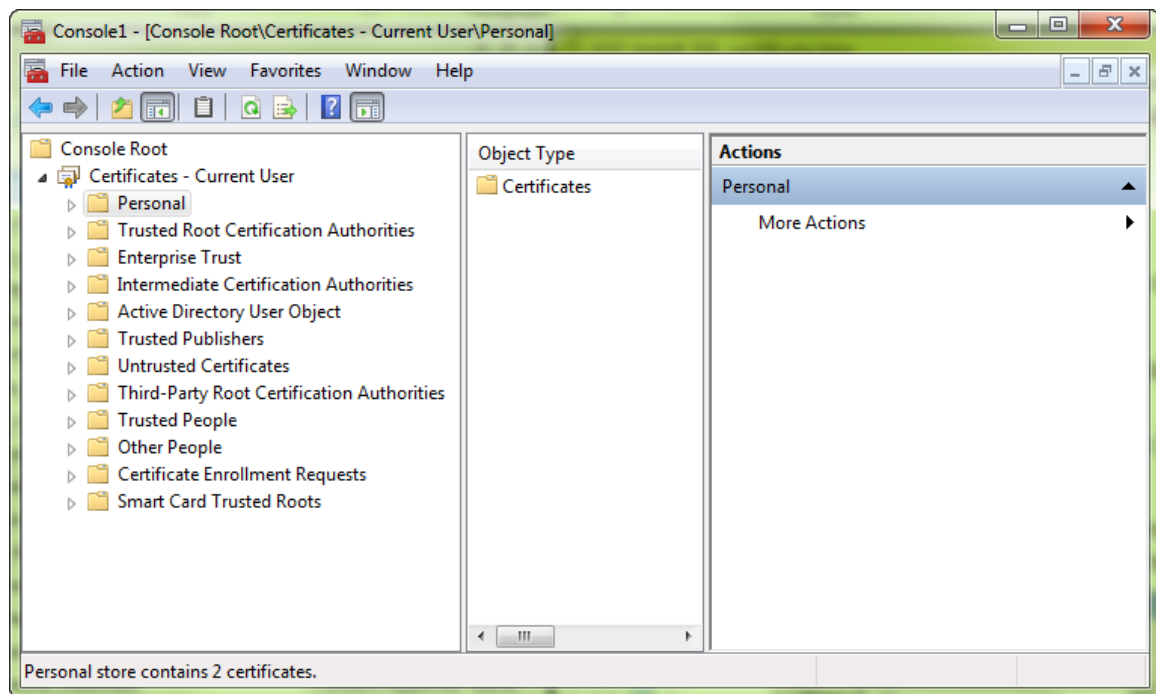 Console1 - [Console Root\Certificates - Current User\Personal]
File Action View Favorites Window Help
Console Root
Certificates - Current User
Personal
Trusted Root Certification Authorities
Enterprise Trust
Intermediate Certification Authorities
Active Directory User Object
Trusted Publishers
Untrusted Certificates
Third-Party Root Certification Authorities
Trusted People
Other People
Certificate Enrollment Requests
Smart Card Trusted Roots
Object Type
Certificates
Actions
Personal
More Actions
Personal store contains 2 certificates.